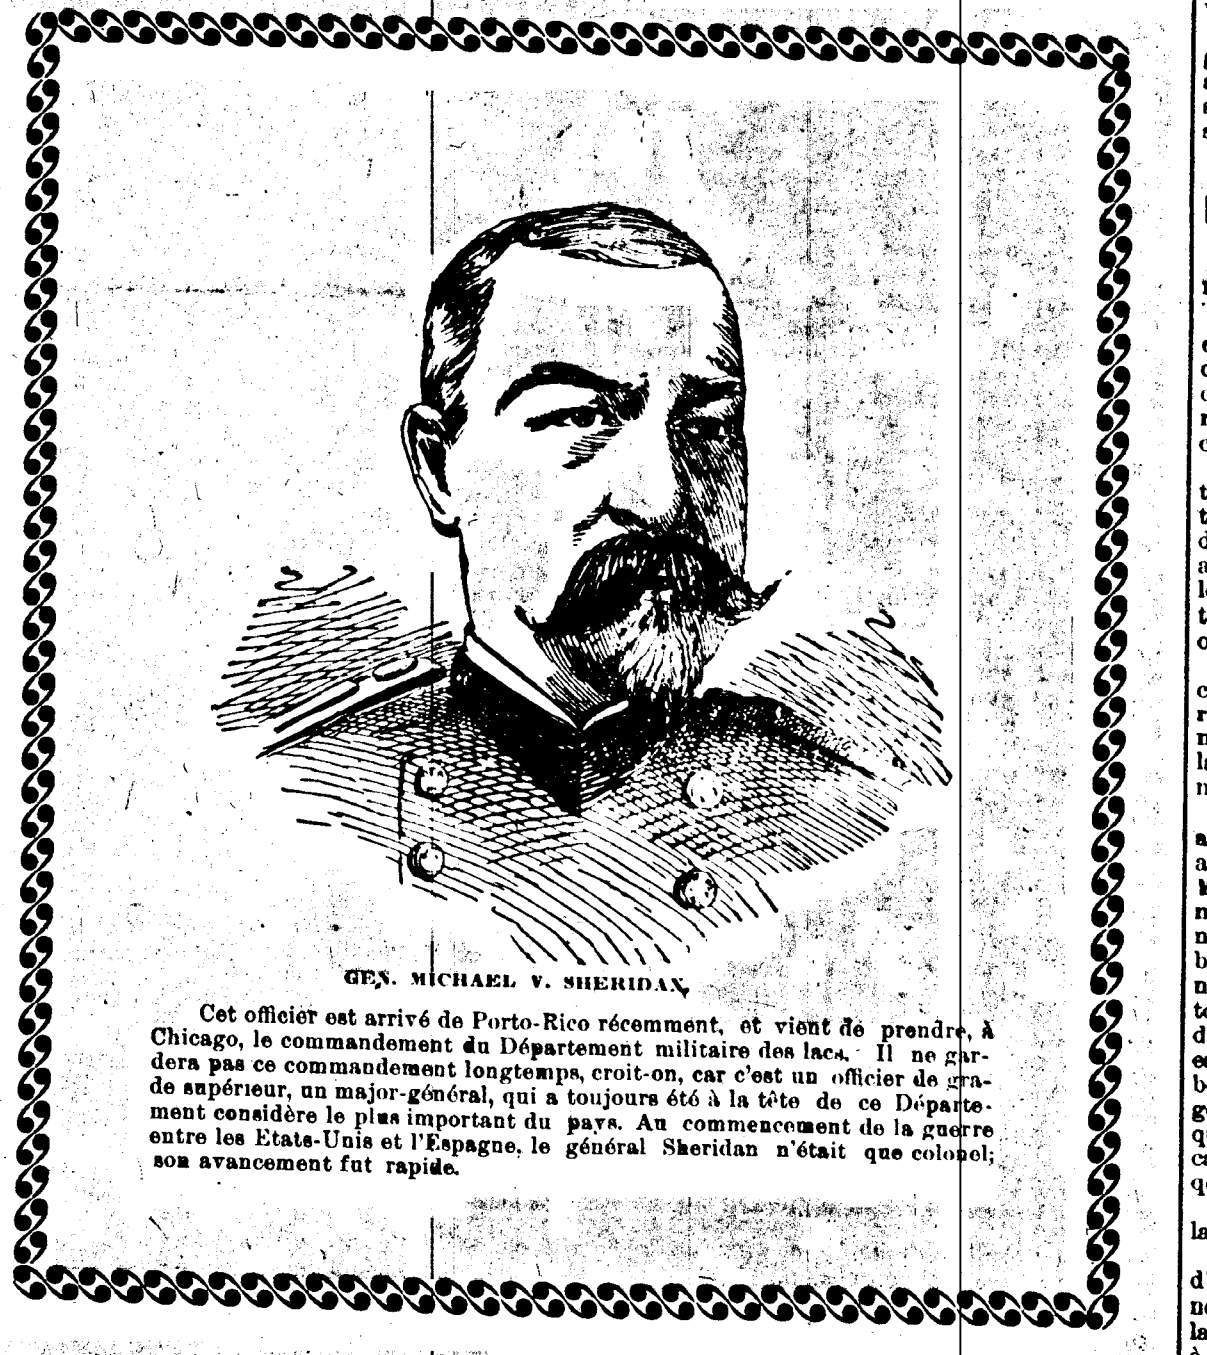 GEN. MICHAEL V. SHERIDAN,
Cet officier est arrivé de Porto-Rico récemment, et vient de prendre, à
Chicago, le commandement du Département militaire des lacs. Il ne gar-
dera pas ce commandement longtemps, croit-on, car c'est un officier de gra-
de supérieur, un major-général, qui a toujours été à la tête de ce Départe-
ment considère le plus important du pays. Au commencement de la guerre
entre les Etats-Unis et l'Espagne, le général Sheridan n'était que colonel;
son avancement fut rapide.